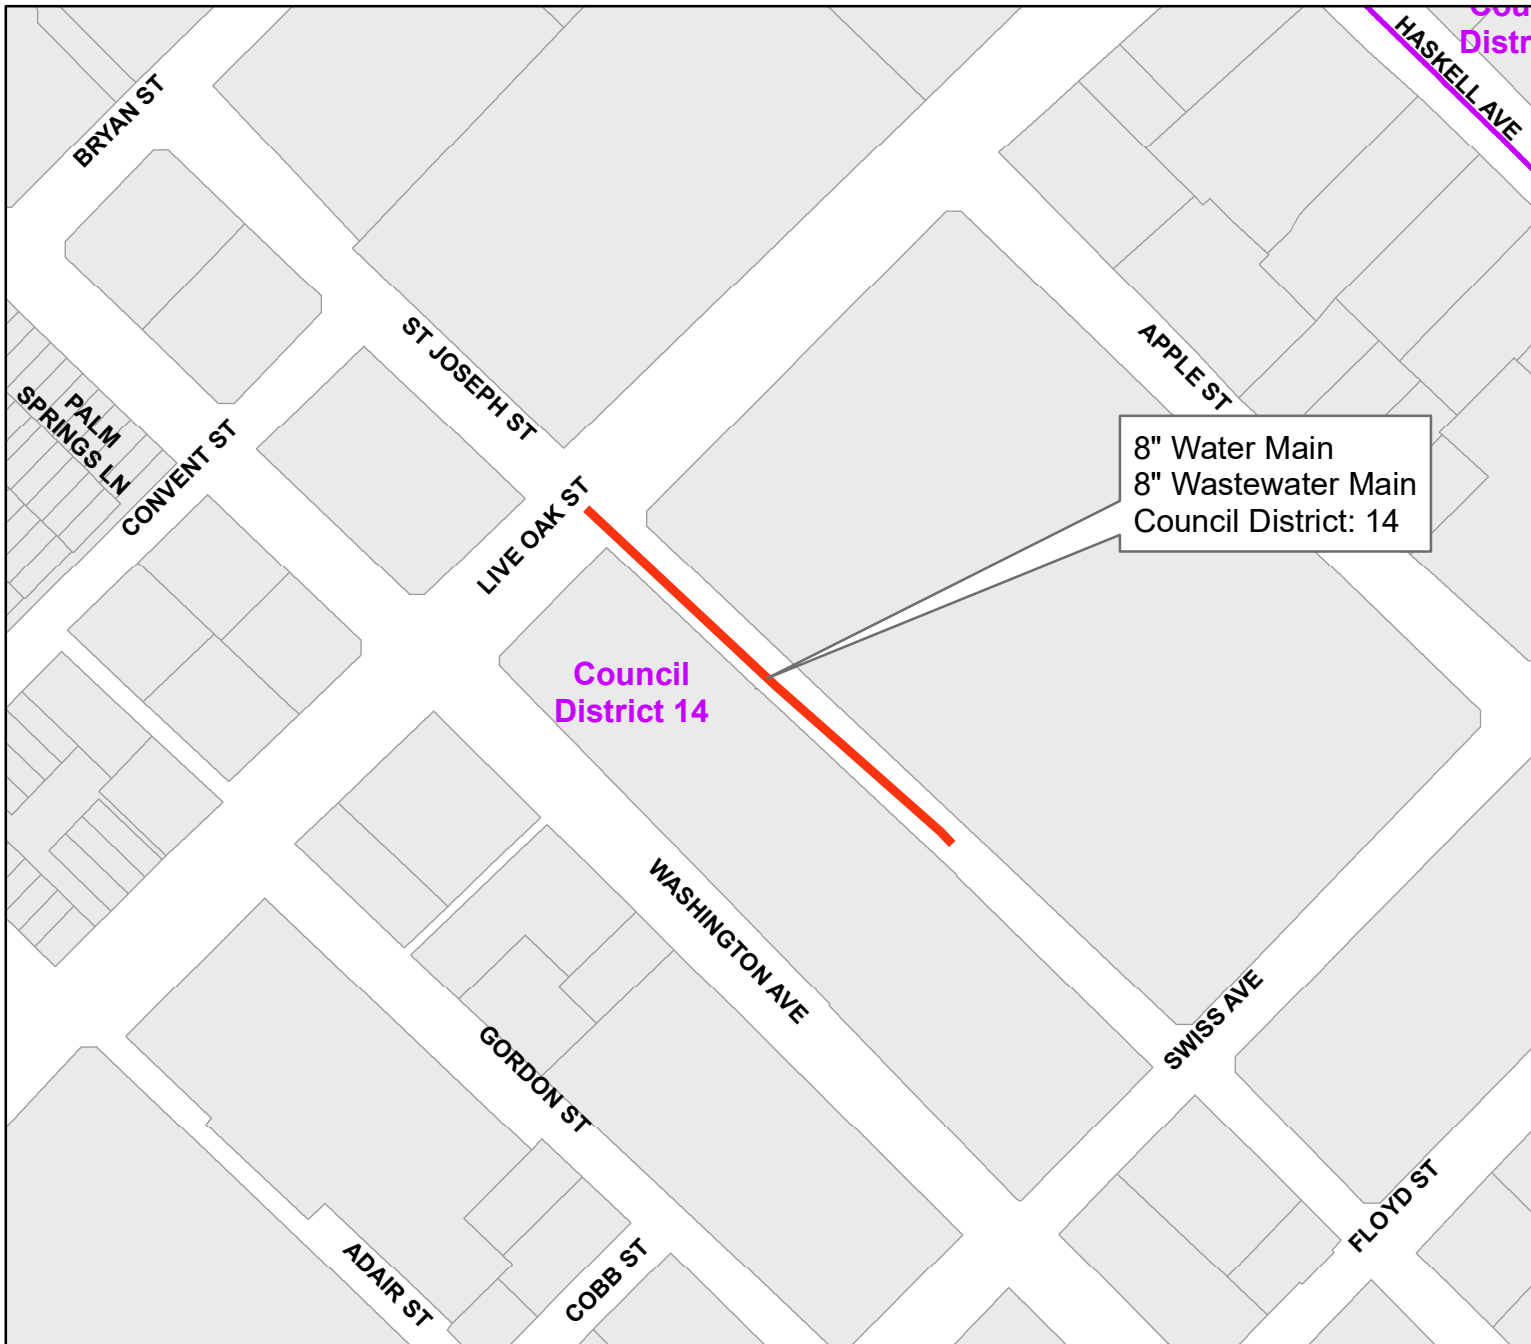 Distr
HASKELL AVE
BRYAN ST
ST JOSEPH ST
APPLE ST
PALM
SPRINGS LN
CONVENT ST
LIVE OAK ST
8" Water Main
8" Wastewater Main
Council District: 14
Council
District 14
WASHINGTON AVE
SWISS AVE
GORDON ST
FLOYD ST
ADAIR ST
COBB ST